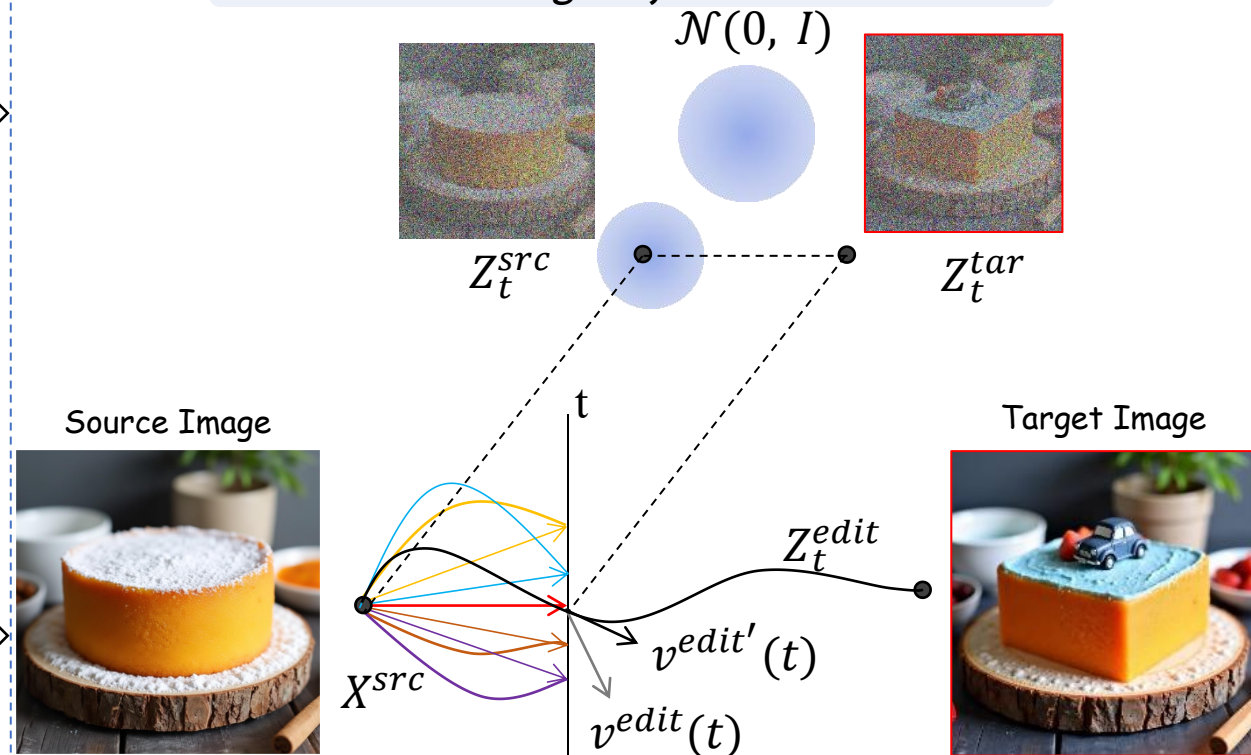 𝒩(0, I)
Z_t^{src}
Z_t^{tar}
t
Source Image
Target Image
Z_t^{edit}
v^{edit'}(t)
X^{src}
v^{edit}(t)